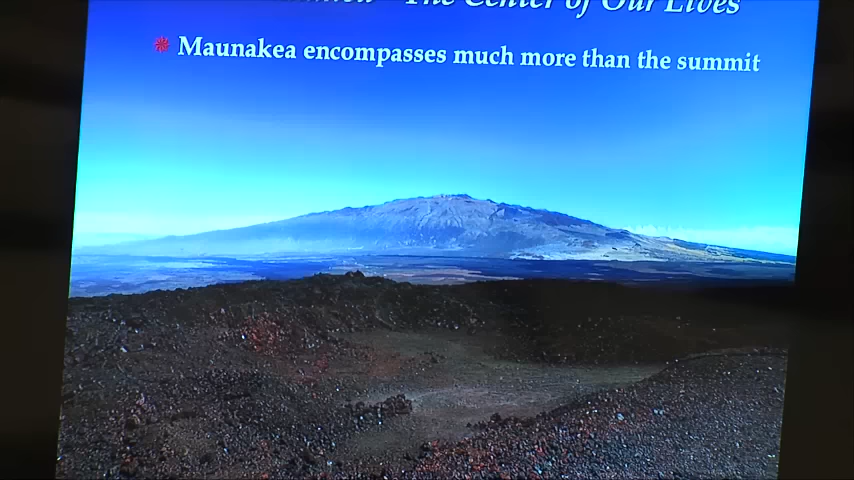 The Center of Our Lives
Maunakea encompasses much more than the summit